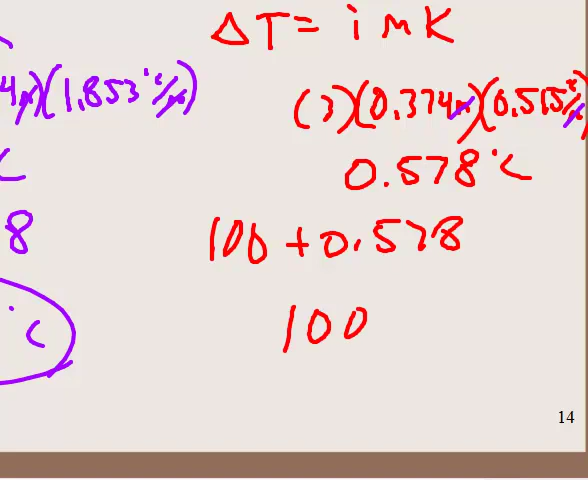 ΔT = i m K
4m)(1.853°C/m)
(3)(0.374m)(0.515°C/m)
C
0.578°C
8
100 + 0.578
°C
100
14